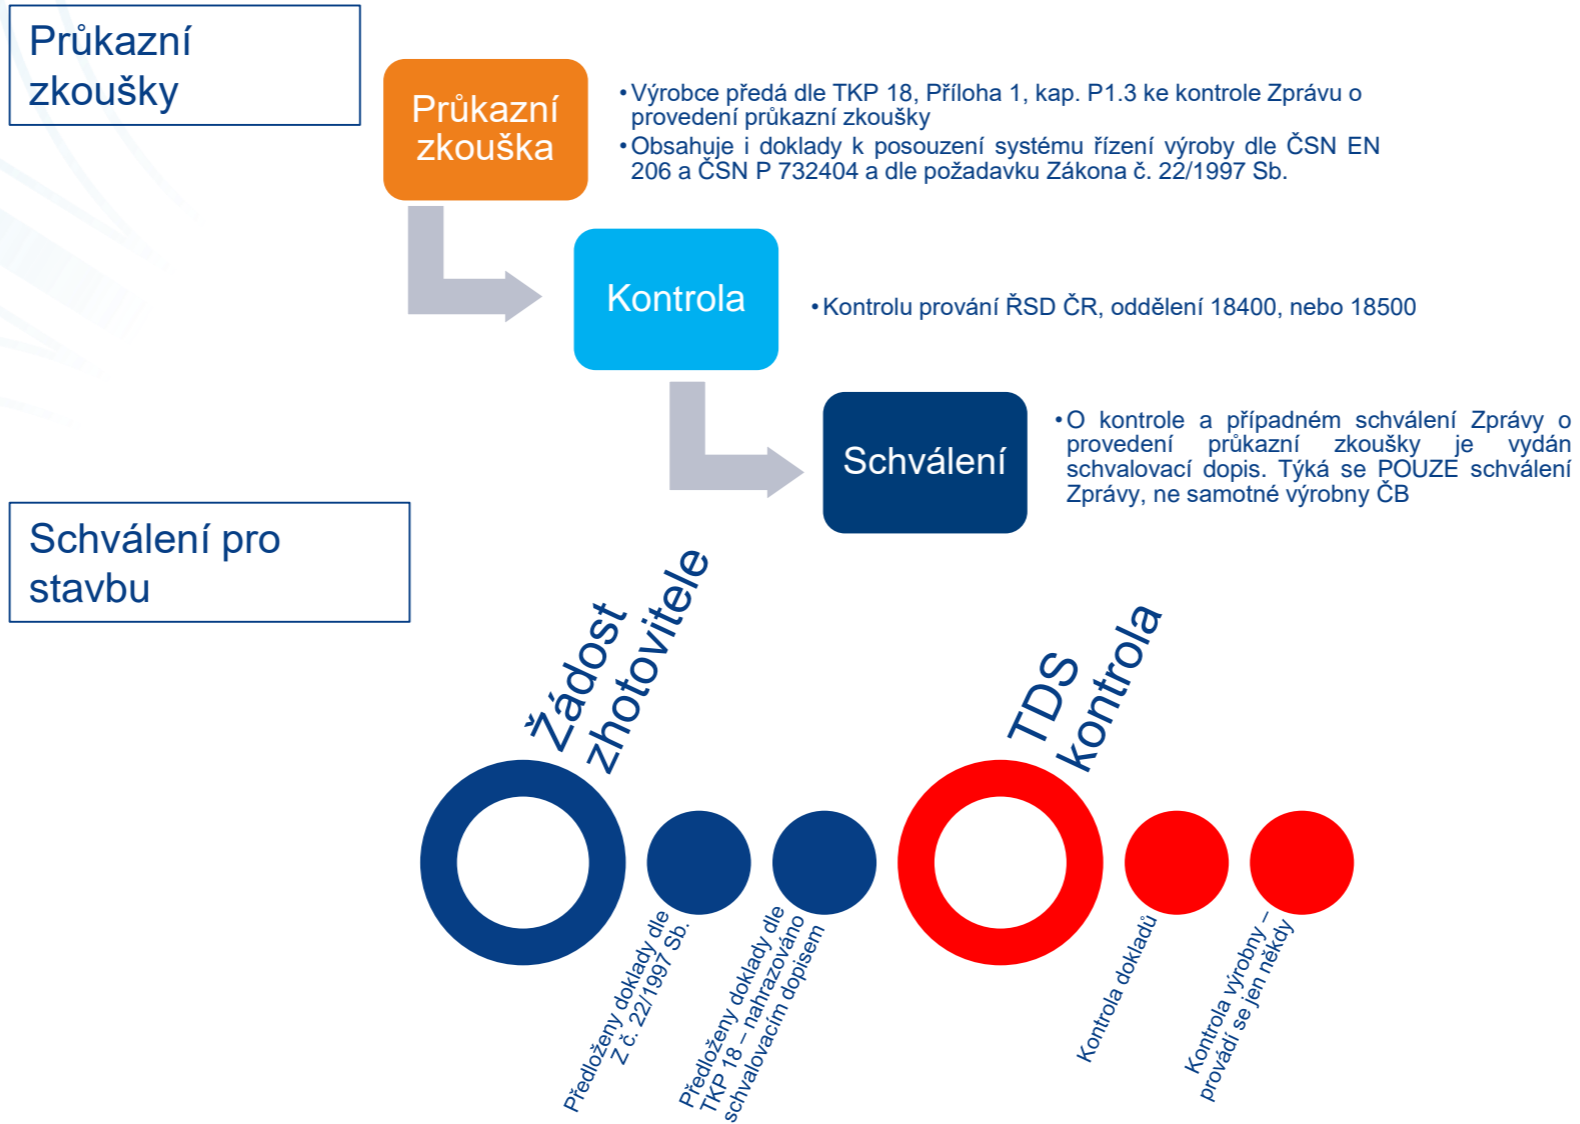 Průkazní
zkoušky
Průkazní
zkouška
• Výrobce předá dle TKP 18, Příloha 1, kap. P1.3 ke kontrole Zprávu o
provedení průkazní zkoušky
• Obsahuje i doklady k posouzení systému řízení výroby dle ČSN EN
206 a ČSN P 732404 a dle požadavku Zákona č. 22/1997 Sb.
Kontrola
• Kontrolu prování ŘSD ČR, oddělení 18400, nebo 18500
Schválení
• O kontrole a případném schválení Zprávy o
provedení průkazní zkoušky je vydán
schvalovací dopis. Týká se POUZE schválení
Zprávy, ne samotné výrobny ČB
Schválení pro
stavbu
Žádost
zhotovitele
TDS
kontrola
Předloženy doklady dle
Z č. 22/1997 Sb.
Předloženy doklady dle
TKP 18 – nahrazováno
schvalovacím dopisem
Kontrola dokladů
Kontrola výrobny –
provádí se jen někdy